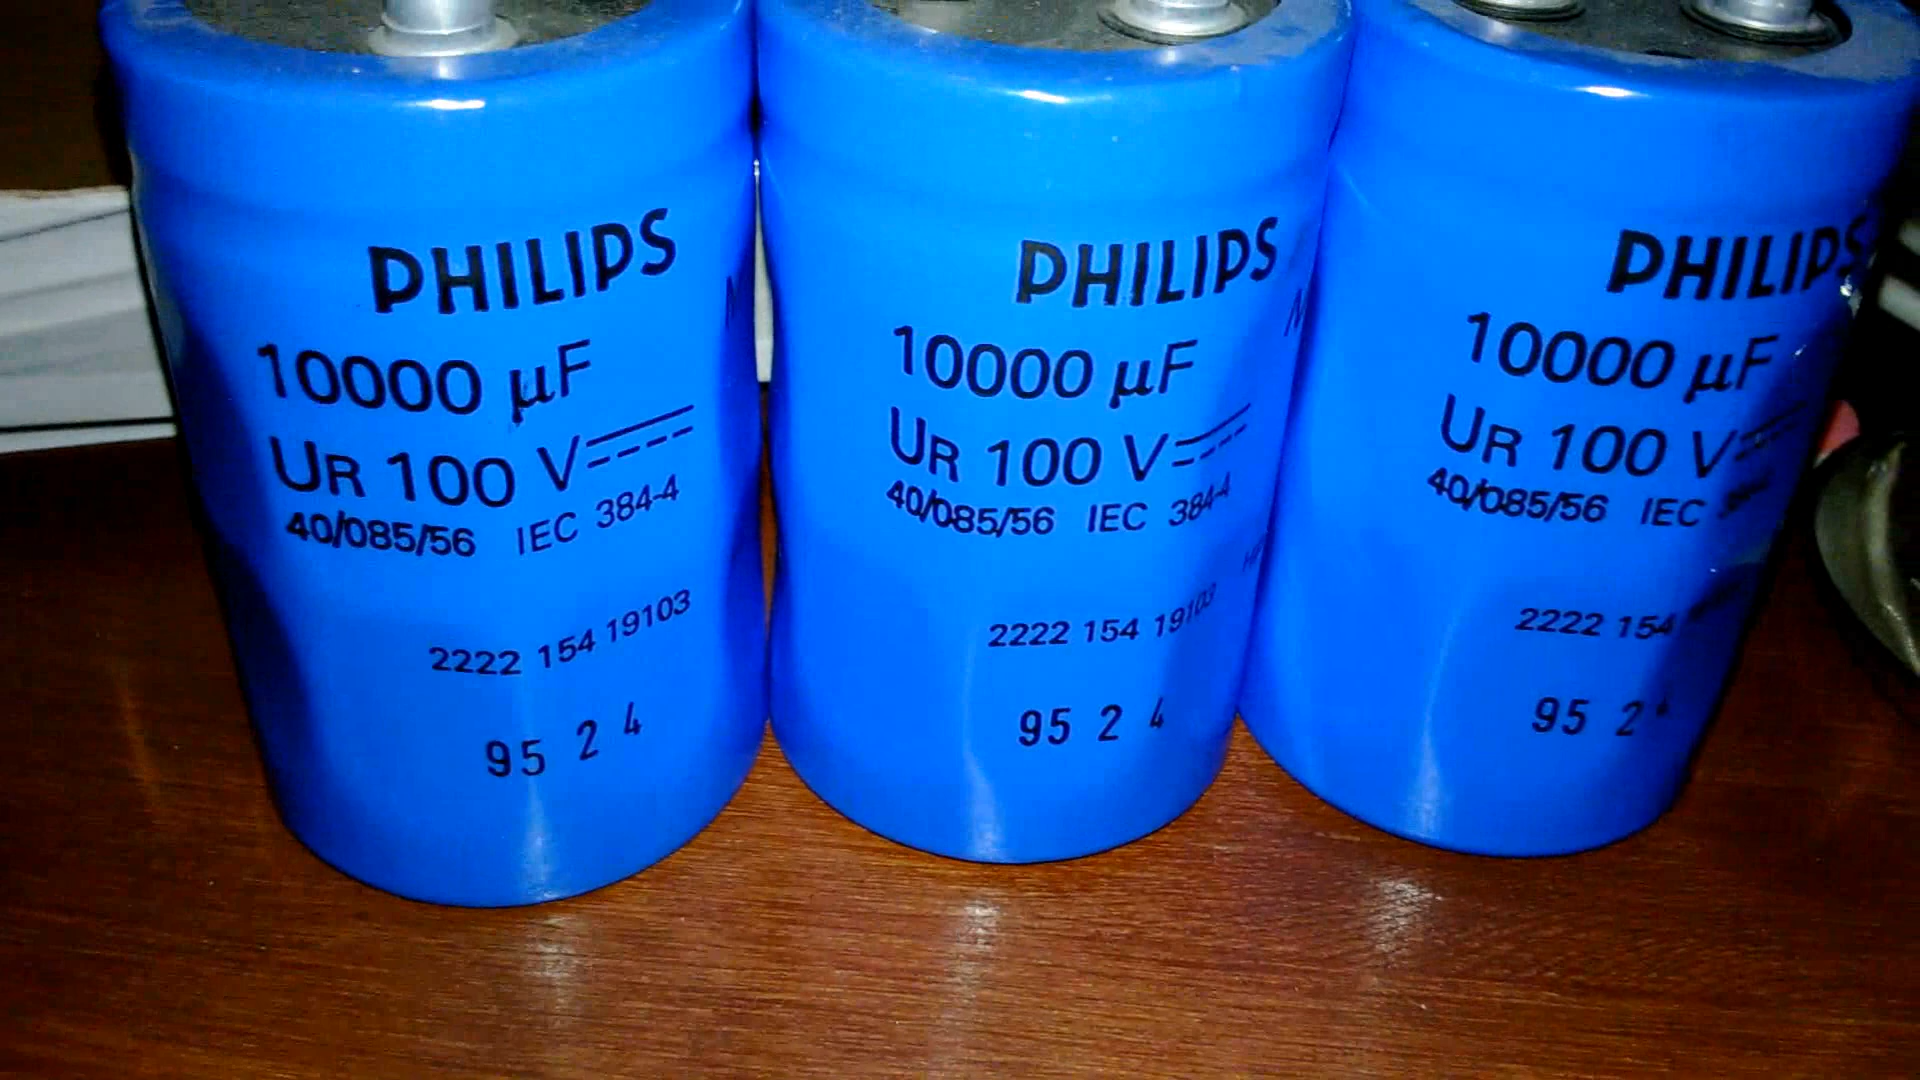 PHILIPS
10000 µF
UR 100 V
40/085/56 IEC 384-4
2222 154 19103
95 2 4
PHILIPS
10000 µF
UR 100 V
40/085/56 IEC 384-4
2222 154 19103
95 2 4
PHILIPS
10000 µF
UR 100 V
40/085/56 IEC
2222 154
95 2